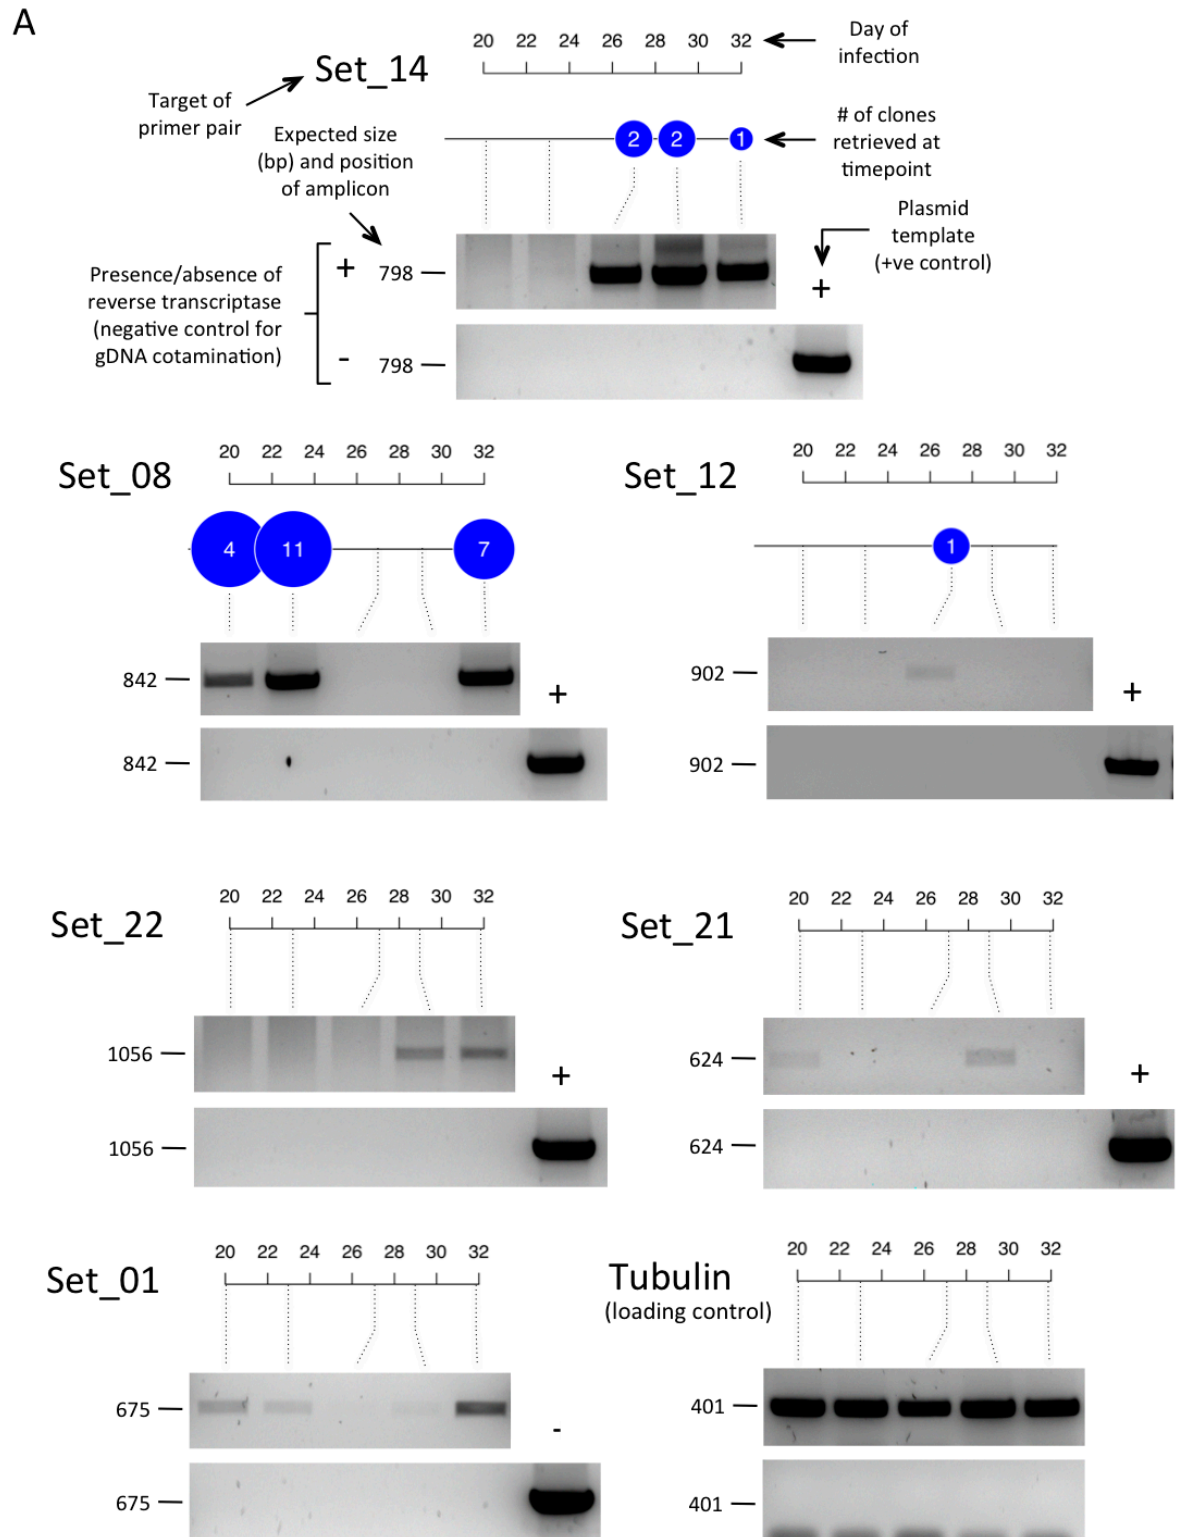 A
20 22 24 26 28 30 32
Day of
infection
Set_14
Target of
primer pair
Expected size
(bp) and position
of amplicon
2 2 1
# of clones
retrieved at
timepoint
Plasmid
template
(+ve control)
Presence/absence of
reverse transcriptase
(negative control for
gDNA cotamination)
+ 798
+
- 798
20 22 24 26 28 30 32
Set_08
4 11 7
842
+
842
20 22 24 26 28 30 32
Set_12
1
902
+
902
20 22 24 26 28 30 32
Set_22
1056
+
1056
20 22 24 26 28 30 32
Set_21
624
+
624
20 22 24 26 28 30 32
Set_01
675
-
675
20 22 24 26 28 30 32
Tubulin
(loading control)
401
401